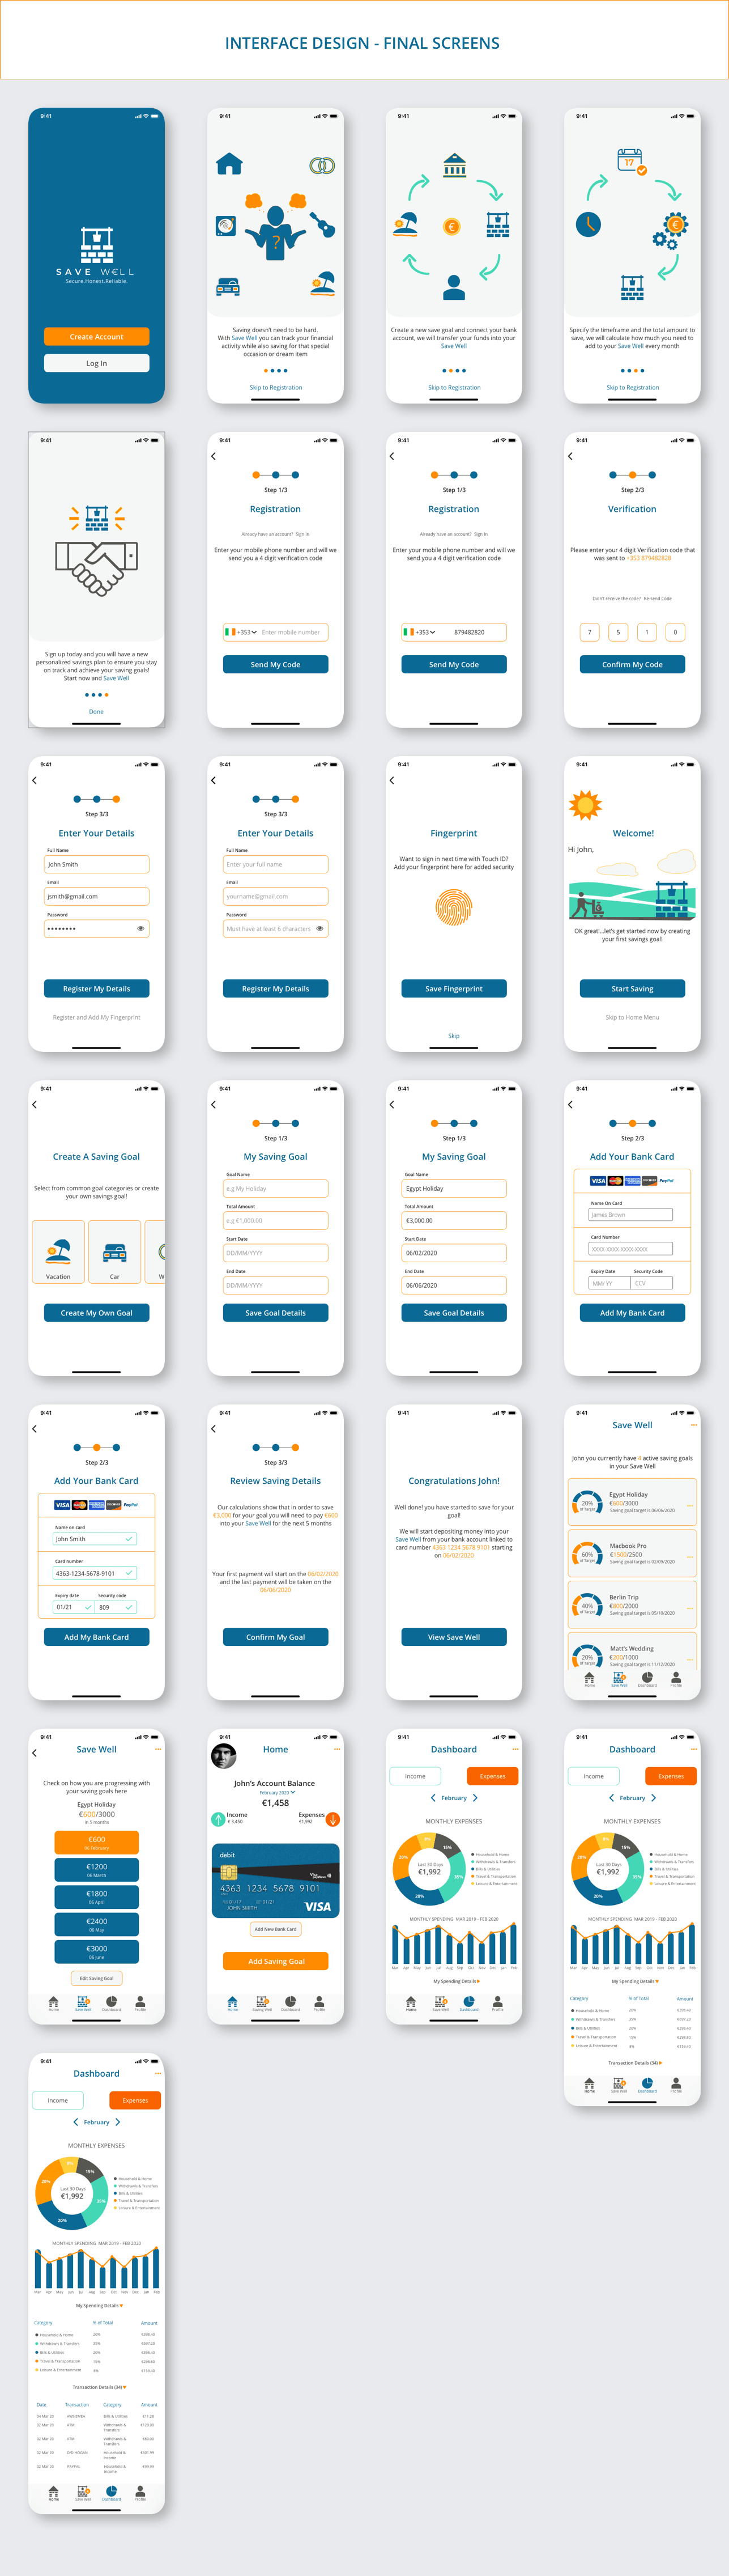 INTERFACE DESIGN - FINAL SCREENS
9:41
SAVE W€LL
Secure.Honest.Reliable.
Create Account
Log In
9:41
?
Saving doesn't need to be hard.
With Save Well you can track your financial
activity while also saving for that special
occasion or dream item
Skip to Registration
9:41
€
Create a new save goal and connect your bank
account, we will transfer your funds into your
Save Well
Skip to Registration
9:41
17
€
Specify the timeframe and the total amount to
save, we will calculate how much you need to
add to your Save Well every month
Skip to Registration
9:41
Sign up today and you will have a new
personalized savings plan to ensure you stay
on track and achieve your saving goals!
Start now and Save Well
Done
9:41
Step 1/3
Registration
Already have an account? Sign In
Enter your mobile phone number and will we
send you a 4 digit verification code
+353 Enter mobile number
Send My Code
9:41
Step 1/3
Registration
Already have an account? Sign In
Enter your mobile phone number and will we
send you a 4 digit verification code
+353 879482820
Send My Code
9:41
Step 2/3
Verification
Please enter your 4 digit Verification code that
was sent to +353 879482828
Didn't receive the code? Re-send Code
7 5 1 0
Confirm My Code
9:41
Step 3/3
Enter Your Details
Full Name
John Smith
Email
jsmith@gmail.com
Password
Register My Details
Register and Add My Fingerprint
9:41
Step 3/3
Enter Your Details
Full Name
Enter your full name
Email
yourname@gmail.com
Password
Must have at least 6 characters
Register My Details
9:41
Fingerprint
Want to sign in next time with Touch ID?
Add your fingerprint here for added security
Save Fingerprint
Skip
9:41
Welcome!
Hi John,
OK great!...let's get started now by creating
your first savings goal!
Start Saving
Skip to Home Menu
9:41
Create A Saving Goal
Select from common goal categories or create
your own savings goal!
Vacation
Car
W
Create My Own Goal
9:41
Step 1/3
My Saving Goal
Goal Name
e.g My Holiday
Total Amount
e.g €1,000.00
Start Date
DD/MM/YYYY
End Date
DD/MM/YYYY
Save Goal Details
9:41
Step 1/3
My Saving Goal
Goal Name
Egypt Holiday
Total Amount
€3,000.00
Start Date
06/02/2020
End Date
06/06/2020
Save Goal Details
9:41
Step 2/3
Add Your Bank Card
VISA PayPal
Name On Card
James Brown
Card Number
XXXX-XXXX-XXXX-XXXX
Expiry Date Security Code
MM/ YY CCV
Add My Bank Card
9:41
Step 2/3
Add Your Bank Card
VISA PayPal
Name on card
John Smith
Card number
4363-1234-5678-9101
Expiry date Security code
01/21 809
Add My Bank Card
9:41
Step 3/3
Review Saving Details
Our calculations show that in order to save
€3,000 for your goal you will need to pay €600
into your Save Well for the next 5 months
Your first payment will start on the 06/02/2020
and the last payment will be taken on the
06/06/2020
Confirm My Goal
9:41
Congratulations John!
Well done! you have started to save for your
goal!
We will start depositing money into your
Save Well from your bank account linked to
card number 4363 1234 5678 9101 starting
on 06/02/2020
View Save Well
9:41
Save Well
John you currently have 4 active saving goals
in your Save Well
20%
of Target
Egypt Holiday
€600/3000
Saving goal target is 06/06/2020
60%
of Target
Macbook Pro
€1500/2500
Saving goal target is 02/09/2020
40%
of Target
Berlin Trip
€800/2000
Saving goal target is 05/10/2020
20%
of Target
Matt's Wedding
€200/1000
Saving goal target is 11/12/2020
Home Save Well Dashboard Profile
9:41
Save Well
Check on how you are progressing with
your saving goals here
Egypt Holiday
€600/3000
in 5 months
€600
06 February
€1200
06 March
€1800
06 April
€2400
06 May
€3000
06 June
Edit Saving Goal
Home Save Well Dashboard Profile
9:41
Home
John's Account Balance
February 2020
€1,458
Income
€ 3,450
Expenses
€1,992
debit
4363 1234 5678 9101
JOHN SMITH
VISA
Add New Bank Card
Add Saving Goal
Home Saving Well Dashboard Profile
9:41
Dashboard
Income Expenses
February
MONTHLY EXPENSES
8%
15%
35%
20%
20%
Last 30 Days
€1,992
Household & Home
Withdrawls & Transfers
Bills & Utilities
Travel & Transportation
Leisure & Entertainment
MONTHLY SPENDING MAR 2019 - FEB 2020
Mar Apr May Jun Jul Aug Sep Oct Nov Dec Jan Feb
My Spending Details
Home Save Well Dashboard Profile
9:41
Dashboard
Income Expenses
February
MONTHLY EXPENSES
8%
15%
35%
20%
20%
Last 30 Days
€1,992
Household & Home
Withdrawls & Transfers
Bills & Utilities
Travel & Transportation
Leisure & Entertainment
MONTHLY SPENDING MAR 2019 - FEB 2020
Mar Apr May Jun Jul Aug Sep Oct Nov Dec Jan Feb
My Spending Details
Category % of Total Amount
Household & Home 20% €398.40
Withdrawls & Transfers 35% €697.20
Bills & Utilities 20% €398.40
Travel & Transportation 15% €298.80
Leisure & Entertainment 8% €159.40
Transaction Details (34)
Home Save Well Dashboard Profile
9:41
Dashboard
Income Expenses
February
MONTHLY EXPENSES
8%
15%
35%
20%
20%
Last 30 Days
€1,992
Household & Home
Withdrawls & Transfers
Bills & Utilities
Travel & Transportation
Leisure & Entertainment
MONTHLY SPENDING MAR 2019 - FEB 2020
Mar Apr May Jun Jul Aug Sep Oct Nov Dec Jan Feb
My Spending Details
Category % of Total Amount
Household & Home 20% €398.40
Withdrawls & Transfers 35% €697.20
Bills & Utilities 20% €398.40
Travel & Transportation 15% €298.80
Leisure & Entertainment 8% €159.40
Transaction Details (34)
Date Transaction Category Amount
04 Mar 20 Bills & Utilities €11.28
02 Mar 20 ATM Withdrawn &
Transfers €120.00
02 Mar 20 ATM Withdrawn &
Transfers €90.00
02 Mar 20 Household &
Income
02 Mar 20 PAYPAL Household &
Income
Home Save Well Dashboard Profile